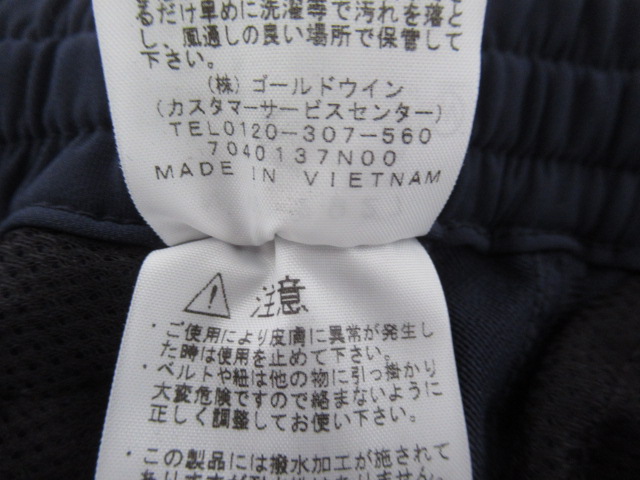 るだけ早めに洗濯等で汚れを落と
し、風通しの良い場所で保管して
下さい。
(株)ゴールドウイン
(カスタマーサービスセンター)
TEL0120-307-560
7040137N00
MADE IN VIETNAM
注意
・ご使用により皮膚に異常が発生し
た時は使用を止めて下さい。
・ベルトや紐は他の物に引っ掛かり
大変危険ですので絡まないように
正しく調整してお使い下さい。
・この製品には撥水加工が施されて